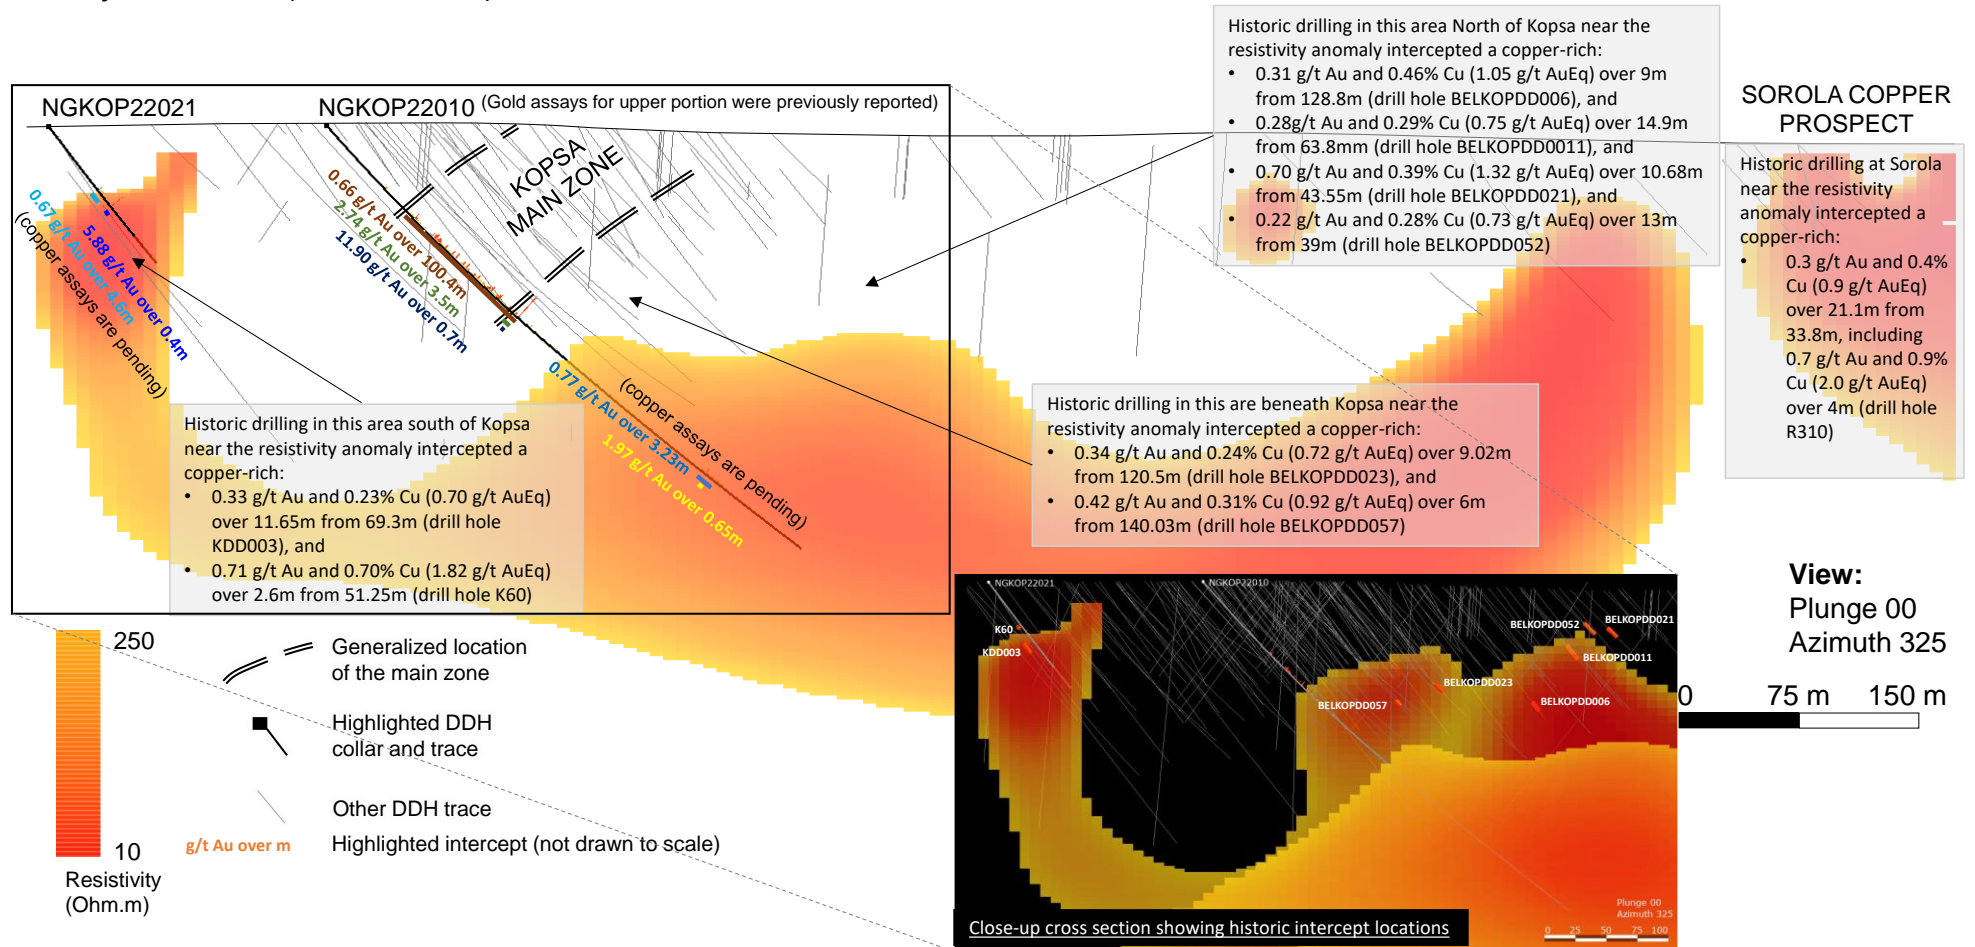 NGKOP22021
NGKOP22010 (Gold assays for upper portion were previously reported)
KOPSA
MAIN ZONE
0.67 g/t Au over 4.6m
5.88 g/t Au over 0.4m
(copper assays are pending)
0.66 g/t Au over 100.4m
2.74 g/t Au over 3.5m
11.90 g/t Au over 0.7m
0.77 g/t Au over 3.23m
1.97 g/t Au over 0.65m
(copper assays are pending)
Historic drilling in this area North of Kopsa near the
resistivity anomaly intercepted a copper-rich:
• 0.31 g/t Au and 0.46% Cu (1.05 g/t AuEq) over 9m
from 128.8m (drill hole BELKOPDD006), and
• 0.28g/t Au and 0.29% Cu (0.75 g/t AuEq) over 14.9m
from 63.8mm (drill hole BELKOPDD0011), and
• 0.70 g/t Au and 0.39% Cu (1.32 g/t AuEq) over 10.68m
from 43.55m (drill hole BELKOPDD021), and
• 0.22 g/t Au and 0.28% Cu (0.73 g/t AuEq) over 13m
from 39m (drill hole BELKOPDD052)
SOROLA COPPER
PROSPECT
Historic drilling at Sorola
near the resistivity
anomaly intercepted a
copper-rich:
• 0.3 g/t Au and 0.4%
Cu (0.9 g/t AuEq)
over 21.1m from
33.8m, including
0.7 g/t Au and 0.9%
Cu (2.0 g/t AuEq)
over 4m (drill hole
R310)
Historic drilling in this area south of Kopsa
near the resistivity anomaly intercepted a
copper-rich:
• 0.33 g/t Au and 0.23% Cu (0.70 g/t AuEq)
over 11.65m from 69.3m (drill hole
KDD003), and
• 0.71 g/t Au and 0.70% Cu (1.82 g/t AuEq)
over 2.6m from 51.25m (drill hole K60)
Historic drilling in this are beneath Kopsa near the
resistivity anomaly intercepted a copper-rich:
• 0.34 g/t Au and 0.24% Cu (0.72 g/t AuEq) over 9.02m
from 120.5m (drill hole BELKOPDD023), and
• 0.42 g/t Au and 0.31% Cu (0.92 g/t AuEq) over 6m
from 140.03m (drill hole BELKOPDD057)
View:
Plunge 00
Azimuth 325
0 75 m 150 m
250
10
Resistivity
(Ohm.m)
Generalized location
of the main zone
Highlighted DDH
collar and trace
Other DDH trace
g/t Au over m Highlighted intercept (not drawn to scale)
NGKOP22021
NGKOP22010
K60
KDD003
BELKOPDD052
BELKOPDD021
BELKOPDD011
BELKOPDD023
BELKOPDD057
BELKOPDD006
Plunge 00
Azimuth 325
0 25 50 75 100
Close-up cross section showing historic intercept locations